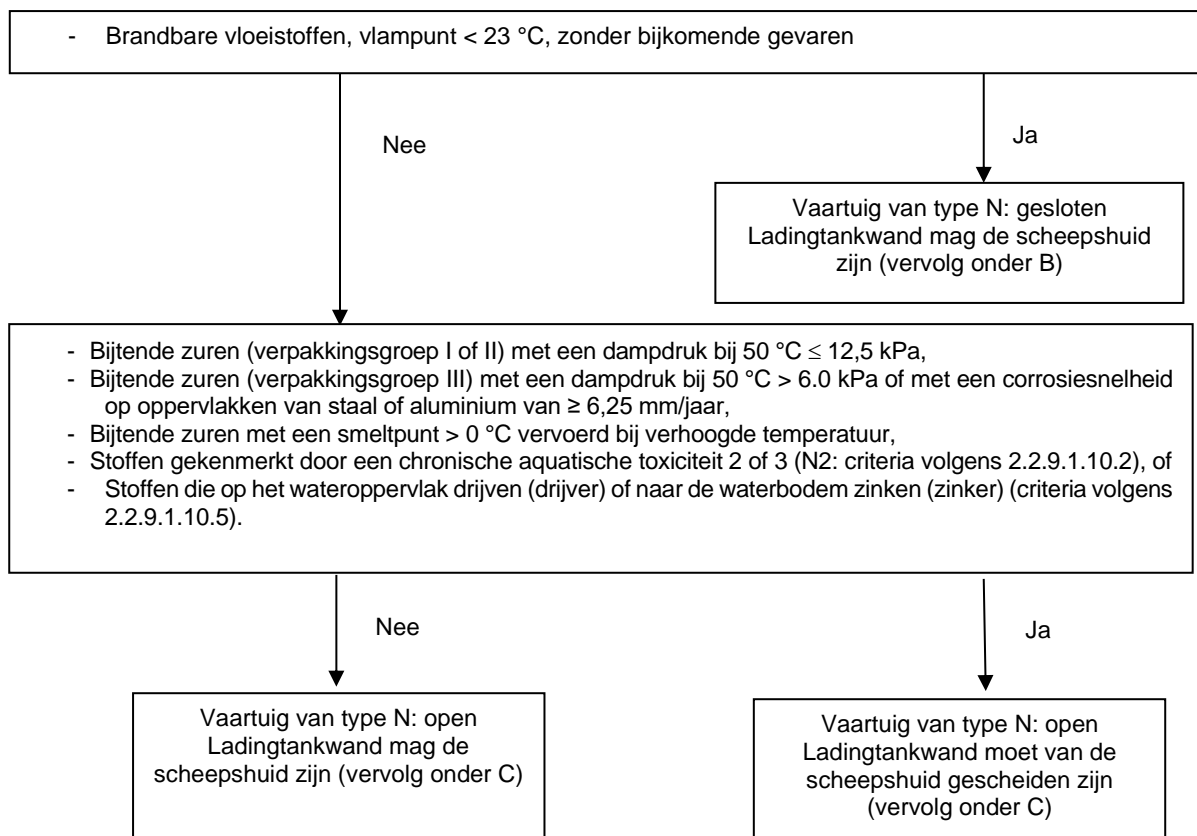 - Brandbare vloeistoffen, vlampunt < 23 °C, zonder bijkomende gevaren
Nee
Ja
Vaartuig van type N: gesloten
Ladingtankwand mag de scheepshuid
zijn (vervolg onder B)
- Bijtende zuren (verpakkingsgroep I of II) met een dampdruk bij 50 °C ≤ 12,5 kPa,
- Bijtende zuren (verpakkingsgroep III) met een dampdruk bij 50 °C > 6.0 kPa of met een corrosiesnelheid
op oppervlakken van staal of aluminium van ≥ 6,25 mm/jaar,
- Bijtende zuren met een smeltpunt > 0 °C vervoerd bij verhoogde temperatuur,
- Stoffen gekenmerkt door een chronische aquatische toxiciteit 2 of 3 (N2: criteria volgens 2.2.9.1.10.2), of
- Stoffen die op het wateroppervlak drijven (drijver) of naar de waterbodem zinken (zinker) (criteria volgens
2.2.9.1.10.5).
Nee
Ja
Vaartuig van type N: open
Ladingtankwand mag de
scheepshuid zijn (vervolg onder C)
Vaartuig van type N: open
Ladingtankwand moet van de
scheepshuid gescheiden zijn
(vervolg onder C)